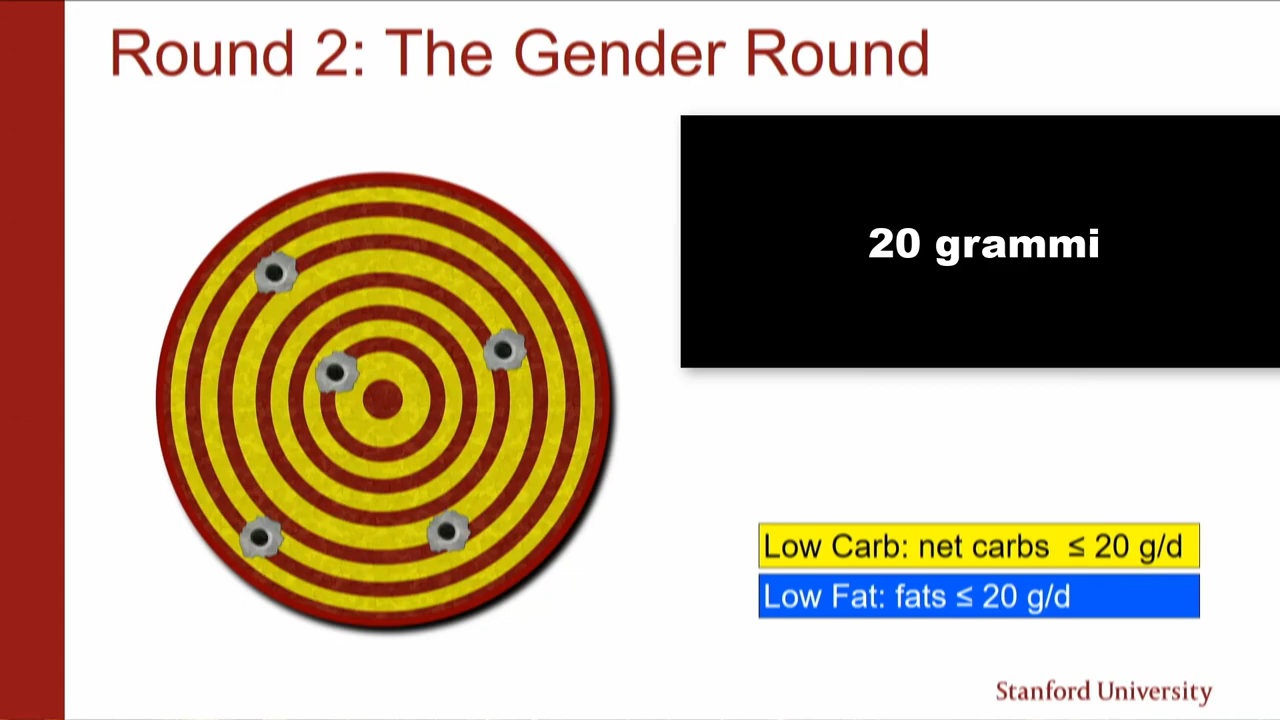 Round 2: The Gender Round
20 grammi
Low Carb: net carbs ≤ 20 g/d
Low Fat: fats ≤ 20 g/d
Stanford University